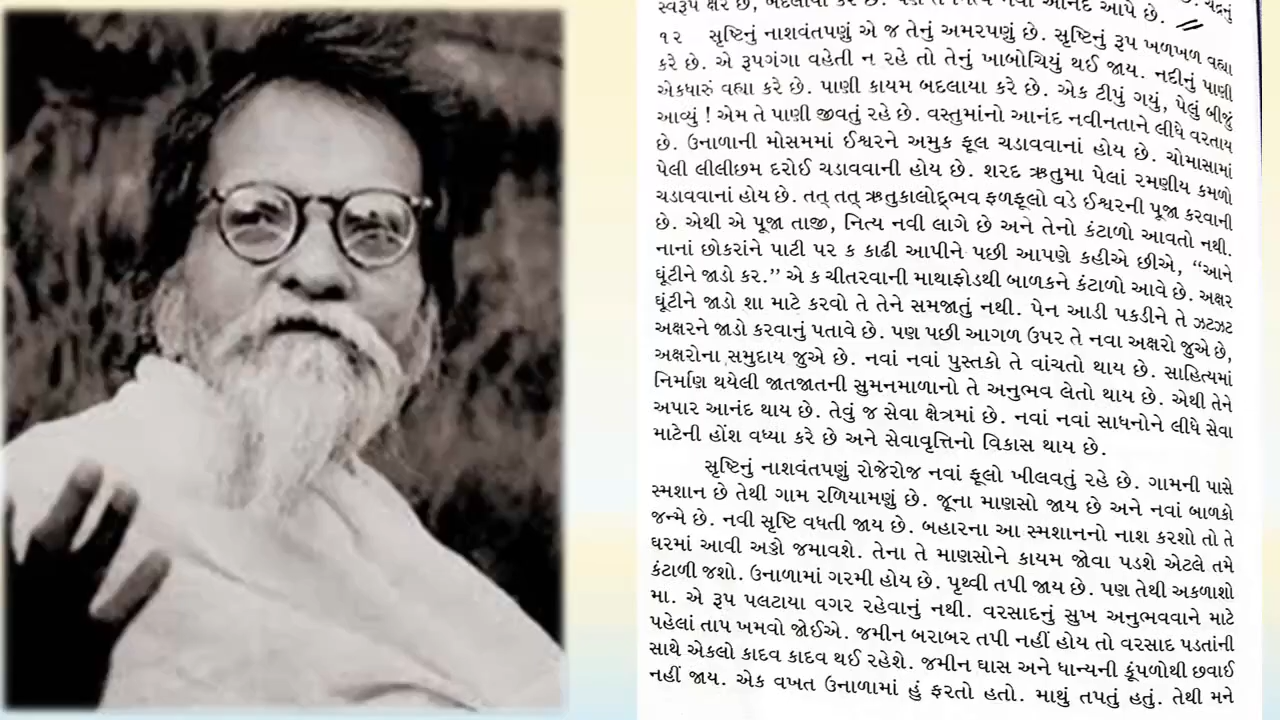 સ્વરૂપ ક્ષર છે, બદલાયા કરે છે. પણ તે નિત્ય નવો આનંદ આપે છે.
૧૨ સૃષ્ટિનું નાશવંતપણું એ જ તેનું અમરપણું છે. સૃષ્ટિનું રૂપ ખળખળ વહ્યા
કરે છે. એ રૂપગંગા વહેતી ન રહે તો તેનું ખાબોચિયું થઈ જાય. નદીનું પાણી
એકધારું વહ્યા કરે છે. પાણી કાયમ બદલાયા કરે છે. એક ટીપું ગયું, પેલું બીજું
આવ્યું ! એમ તે પાણી જીવતું રહે છે. વસ્તુમાંનો આનંદ નવીનતાને લીધે વરતાય
છે. ઉનાળાની મોસમમાં ઈશ્વરને અમુક ફૂલ ચડાવવાનાં હોય છે. ચોમાસામાં
પેલી લીલીછમ દરોઈ ચડાવવાની હોય છે. શરદ ઋતુમા પેલાં રમણીય કમળો
ચડાવવાનાં હોય છે. તત્ તત્ ઋતુકાલોદ્ભવ ફળફૂલો વડે ઈશ્વરની પૂજા કરવાની
છે. એથી એ પૂજા તાજી, નિત્ય નવી લાગે છે અને તેનો કંટાળો આવતો નથી.
નાનાં છોકરાંને પાટી પર ક કાઢી આપીને પછી આપણે કહીએ છીએ, “આને
ઘૂંટીને જાડો કર.” એ ક ચીતરવાની માથાફોડથી બાળકને કંટાળો આવે છે. અક્ષર
ઘૂંટીને જાડો શા માટે કરવો તે તેને સમજાતું નથી. પેન આડી પકડીને તે ઝટઝટ
અક્ષરને જાડો કરવાનું પતાવે છે. પણ પછી આગળ ઉપર તે નવા અક્ષરો જુએ છે,
અક્ષરોના સમુદાય જુએ છે. નવાં નવાં પુસ્તકો તે વાંચતો થાય છે. સાહિત્યમાં
નિર્માણ થયેલી જાતજાતની સુમનમાળાનો તે અનુભવ લેતો થાય છે. એથી તેને
અપાર આનંદ થાય છે. તેવું જ સેવા ક્ષેત્રમાં છે. નવાં નવાં સાધનોને લીધે સેવા
માટેની હોંશ વધ્યા કરે છે અને સેવાવૃત્તિનો વિકાસ થાય છે.
સૃષ્ટિનું નાશવંતપણું રોજેરોજ નવાં ફૂલો ખીલવતું રહે છે. ગામની પાસે
સ્મશાન છે તેથી ગામ રળિયામણું છે. જૂના માણસો જાય છે અને નવાં બાળકો
જન્મે છે. નવી સૃષ્ટિ વધતી જાય છે. બહારના આ સ્મશાનનો નાશ કરશો તો તે
ઘરમાં આવી અડ્ડો જમાવશે. તેના તે માણસોને કાયમ જોવા પડશે એટલે તમે
કંટાળી જશો. ઉનાળામાં ગરમી હોય છે. પૃથ્વી તપી જાય છે. પણ તેથી અકળાશો
મા. એ રૂપ પલટાયા વગર રહેવાનું નથી. વરસાદનું સુખ અનુભવવાને માટે
પહેલાં તાપ ખમવો જોઈએ. જમીન બરાબર તપી નહીં હોય તો વરસાદ પડતાંની
સાથે એકલો કાદવ કાદવ થઈ રહેશે. જમીન ઘાસ અને ધાન્યની કૂંપળોથી છવાઈ
નહીં જાય. એક વખત ઉનાળામાં હું ફરતો હતો. માથું તપતું હતું. તેથી મને